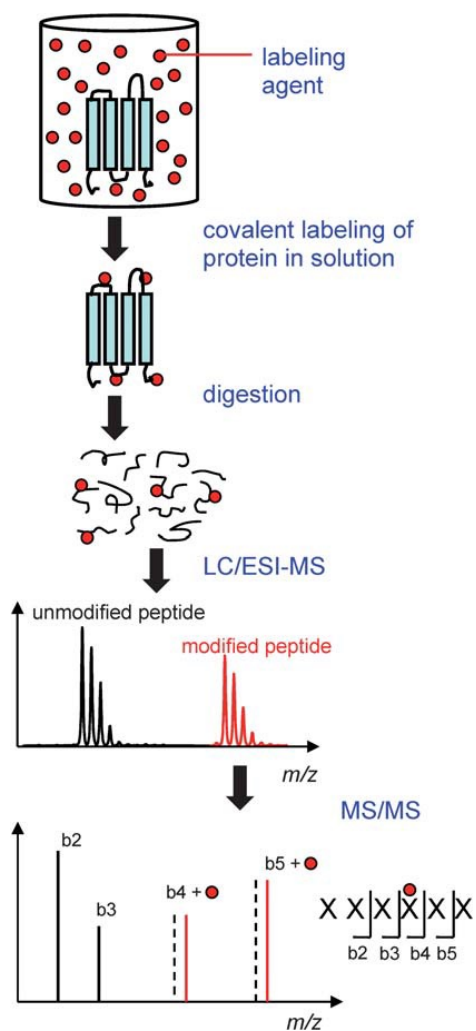 labeling
agent
covalent labeling of
protein in solution
digestion
LC/ESI-MS
unmodified peptide
modified peptide
m/z
MS/MS
b2
b3
b4 +
b5 +
X X X X X X
b2 b3 b4 b5
m/z